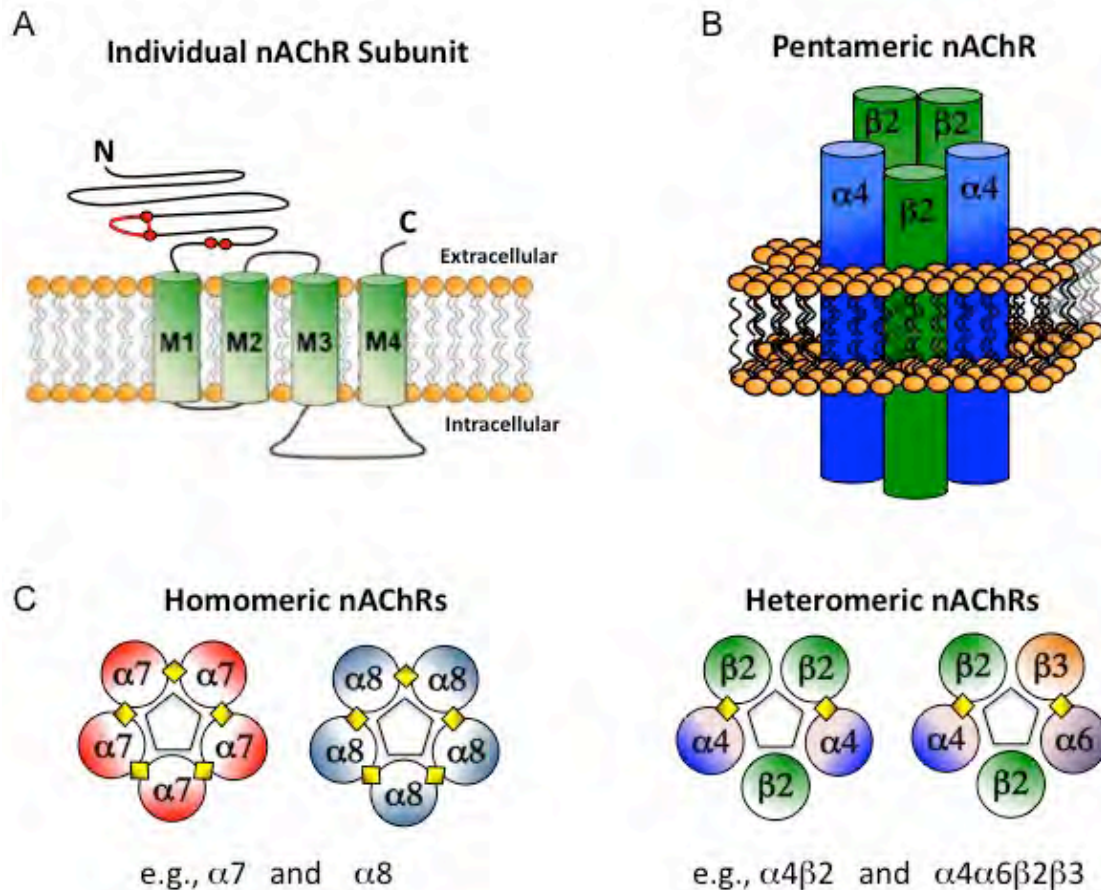 A
Individual nAChR Subunit
N
C
Extracellular
M1 M2 M3 M4
Intracellular
B
Pentameric nAChR
β2 β2
α4 β2 α4
C
Homomeric nAChRs
α7 α7
α7 α7
α7
α8 α8
α8 α8
α8
e.g., α7 and α8
Heteromeric nAChRs
β2 β2
α4 α4
β2
β2 β3
α4 α6
β2
e.g., α4β2 and α4α6β2β3